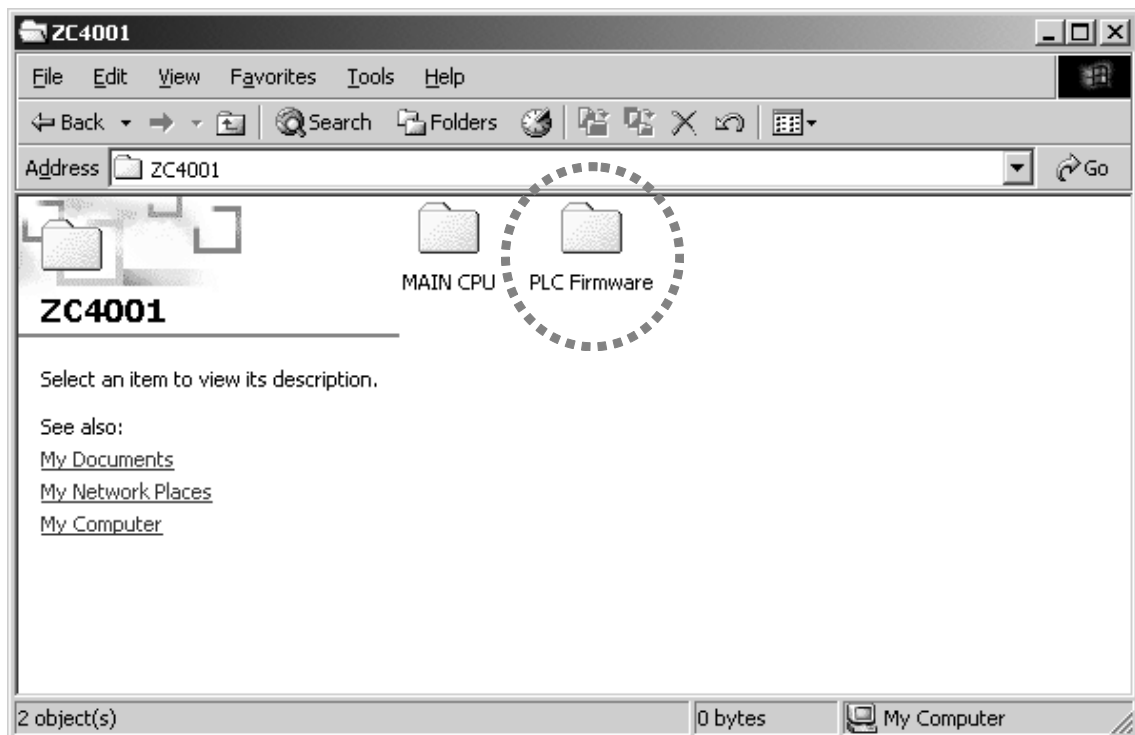 ZC4001
File Edit View Favorites Tools Help
Back Search Folders
Address ZC4001 Go
MAIN CPU PLC Firmware
ZC4001
Select an item to view its description.
See also:
My Documents
My Network Places
My Computer
2 object(s) 0 bytes My Computer